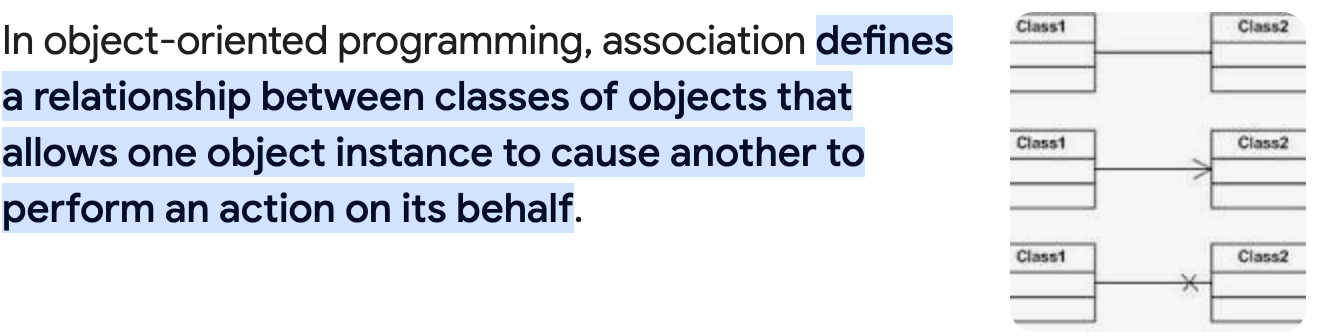 In object-oriented programming, association defines
a relationship between classes of objects that
allows one object instance to cause another to
perform an action on its behalf.
Class1 Class2
Class1 Class2
Class1 Class2